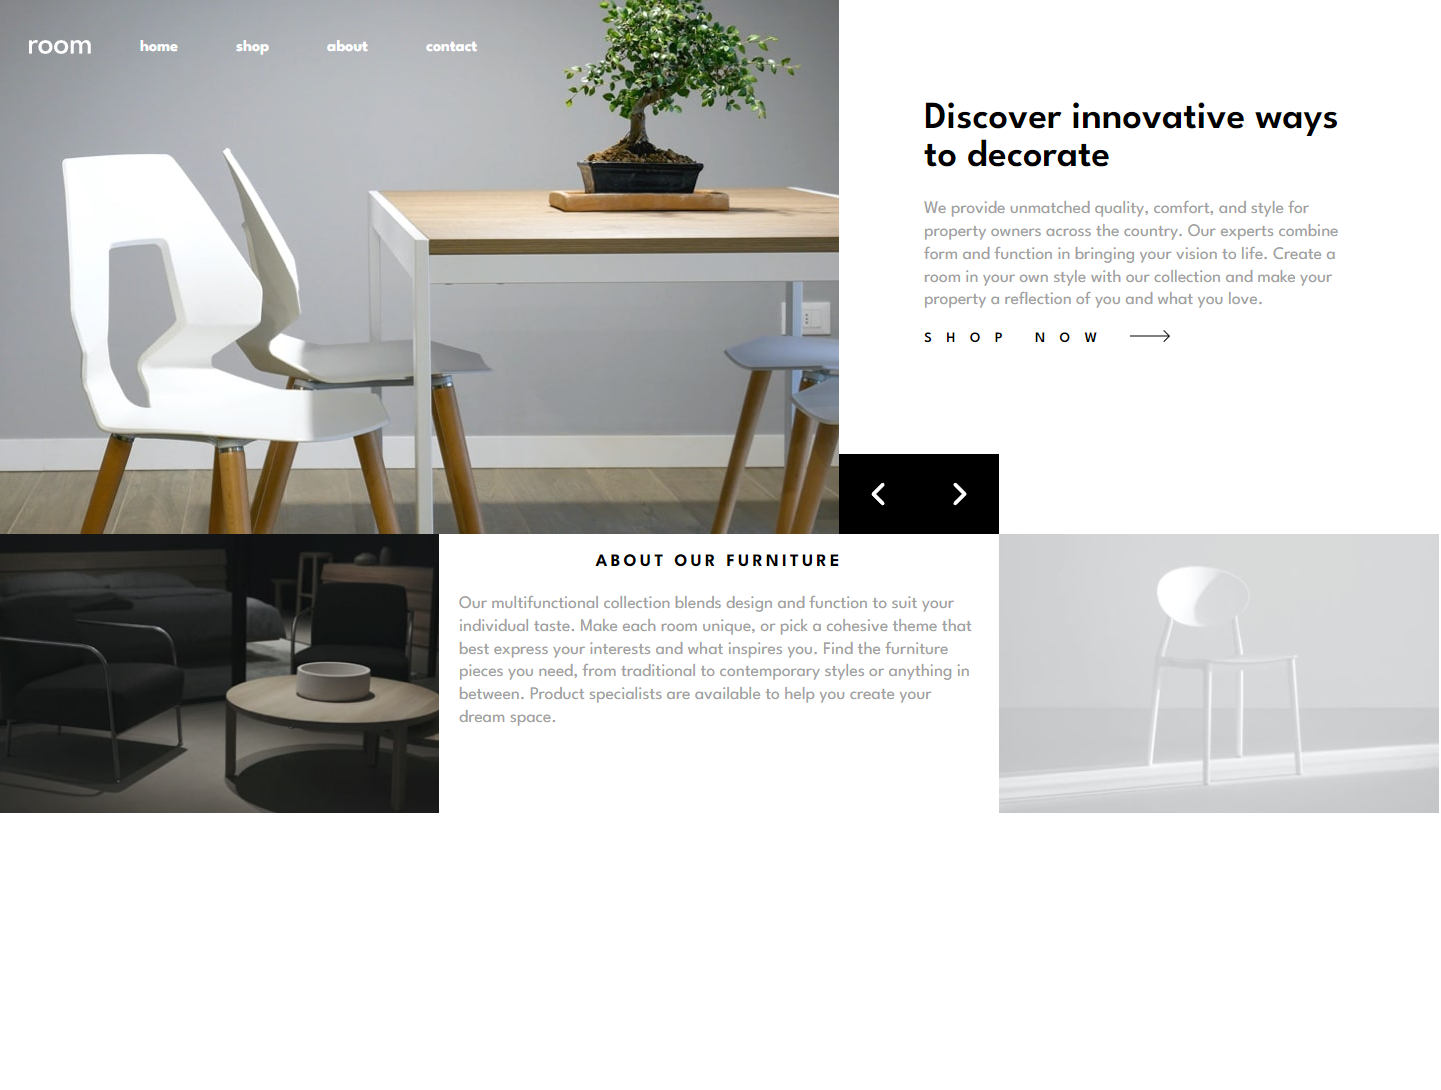 room
home shop about contact
Discover innovative ways
to decorate
We provide unmatched quality, comfort, and style for
property owners across the country. Our experts combine
form and function in bringing your vision to life. Create a
room in your own style with our collection and make your
property a reflection of you and what you love.
SHOP NOW
ABOUT OUR FURNITURE
Our multifunctional collection blends design and function to suit your
individual taste. Make each room unique, or pick a cohesive theme that
best express your interests and what inspires you. Find the furniture
pieces you need, from traditional to contemporary styles or anything in
between. Product specialists are available to help you create your
dream space.